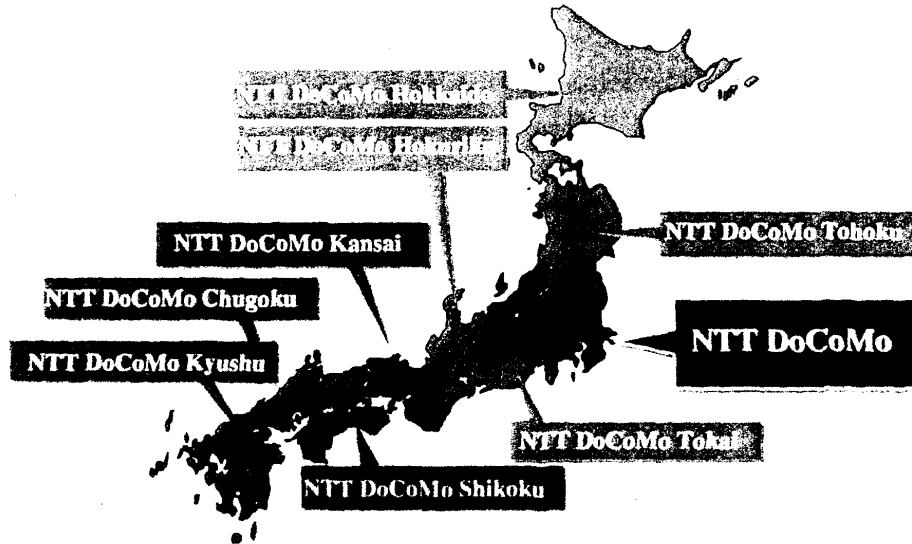 NTT DoCoMo Hokkaido
NTT DoCoMo Hokuriku
NTT DoCoMo Kansai
NTT DoCoMo Tohoku
NTT DoCoMo Chugoku
NTT DoCoMo
NTT DoCoMo Kyushu
NTT DoCoMo Tokai
NTT DoCoMo Shikoku